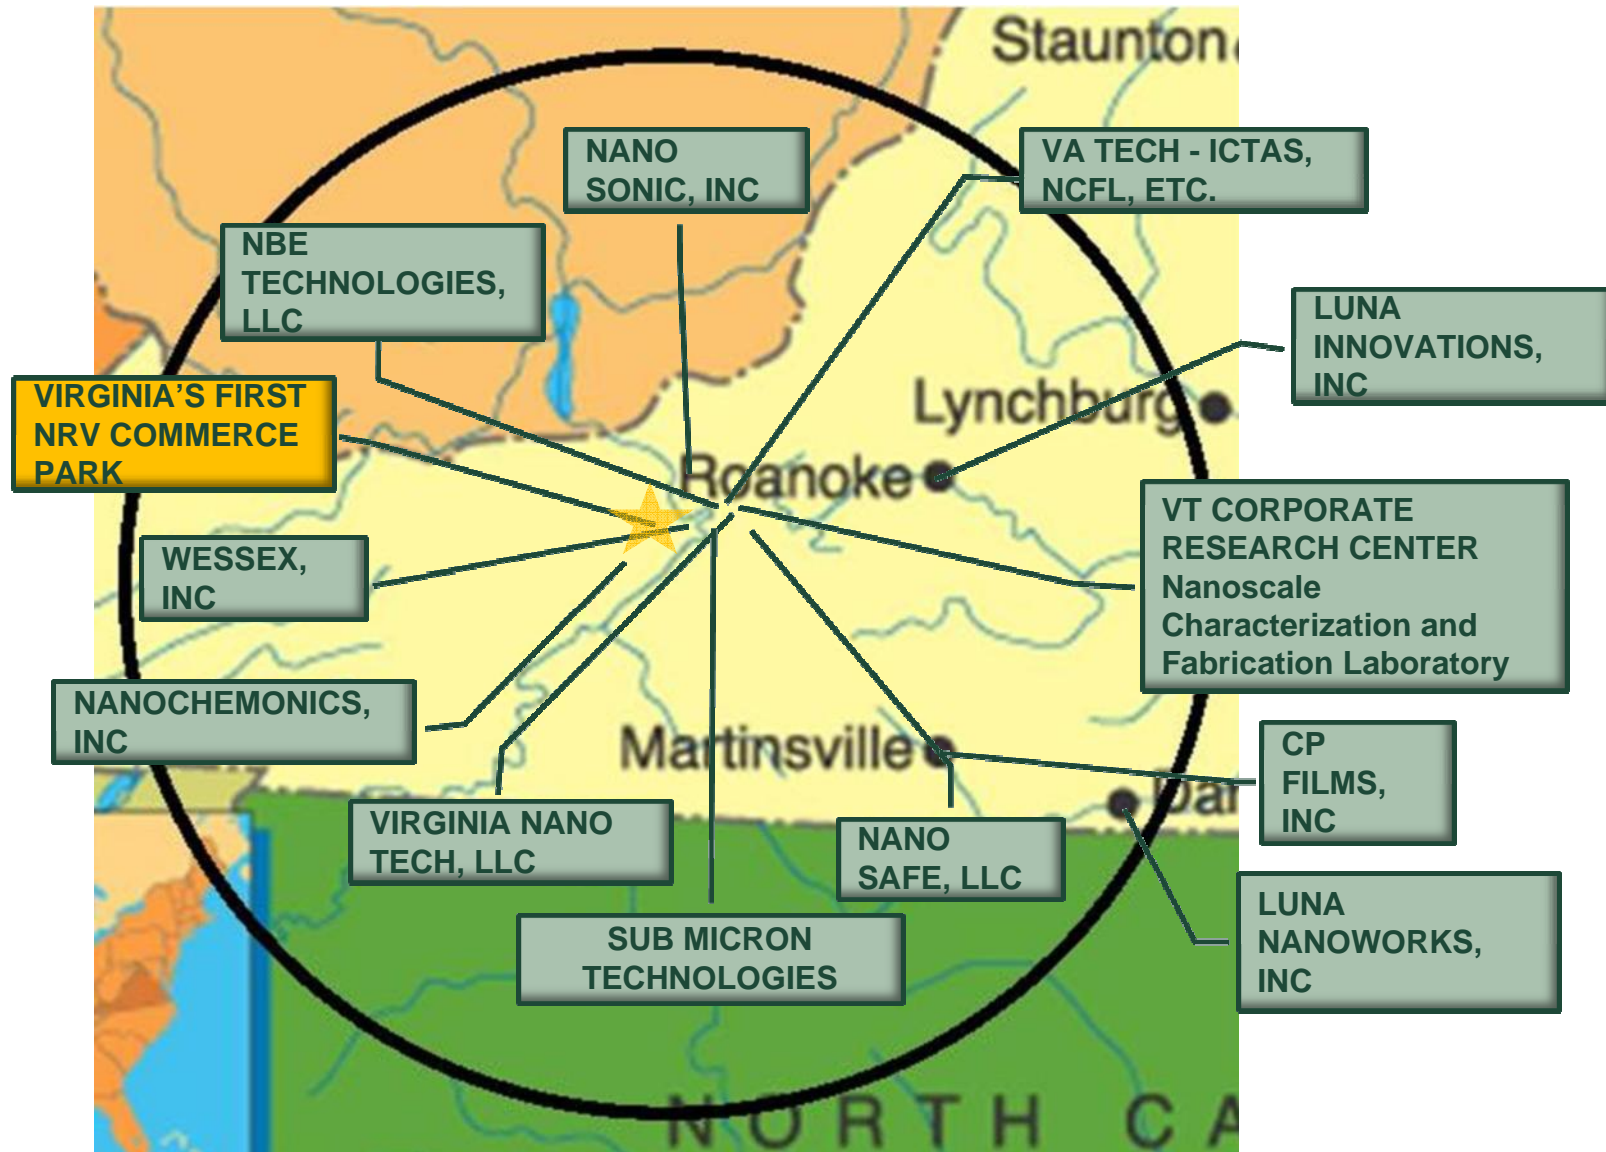 Staunton
NANO
SONIC, INC
VA TECH - ICTAS,
NCFL, ETC.
NBE
TECHNOLOGIES,
LLC
LUNA
INNOVATIONS,
INC
VIRGINIA'S FIRST
NRV COMMERCE
PARK
Lynchburg
Roanoke
VT CORPORATE
RESEARCH CENTER
Nanoscale
Characterization and
Fabrication Laboratory
WESSEX,
INC
NANOCHEMONICS,
INC
Martinsville
CP
FILMS,
INC
Dan
VIRGINIA NANO
TECH, LLC
NANO
SAFE, LLC
LUNA
NANOWORKS,
INC
SUB MICRON
TECHNOLOGIES
NORTH CA